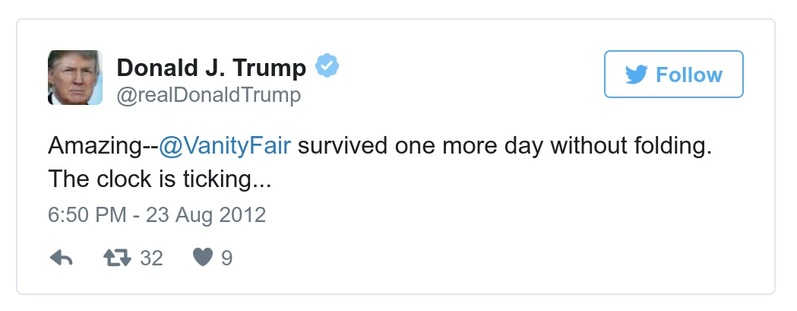 Donald J. Trump
@realDonaldTrump
Follow
Amazing--@VanityFair survived one more day without folding.
The clock is ticking...
6:50 PM - 23 Aug 2012
32 9